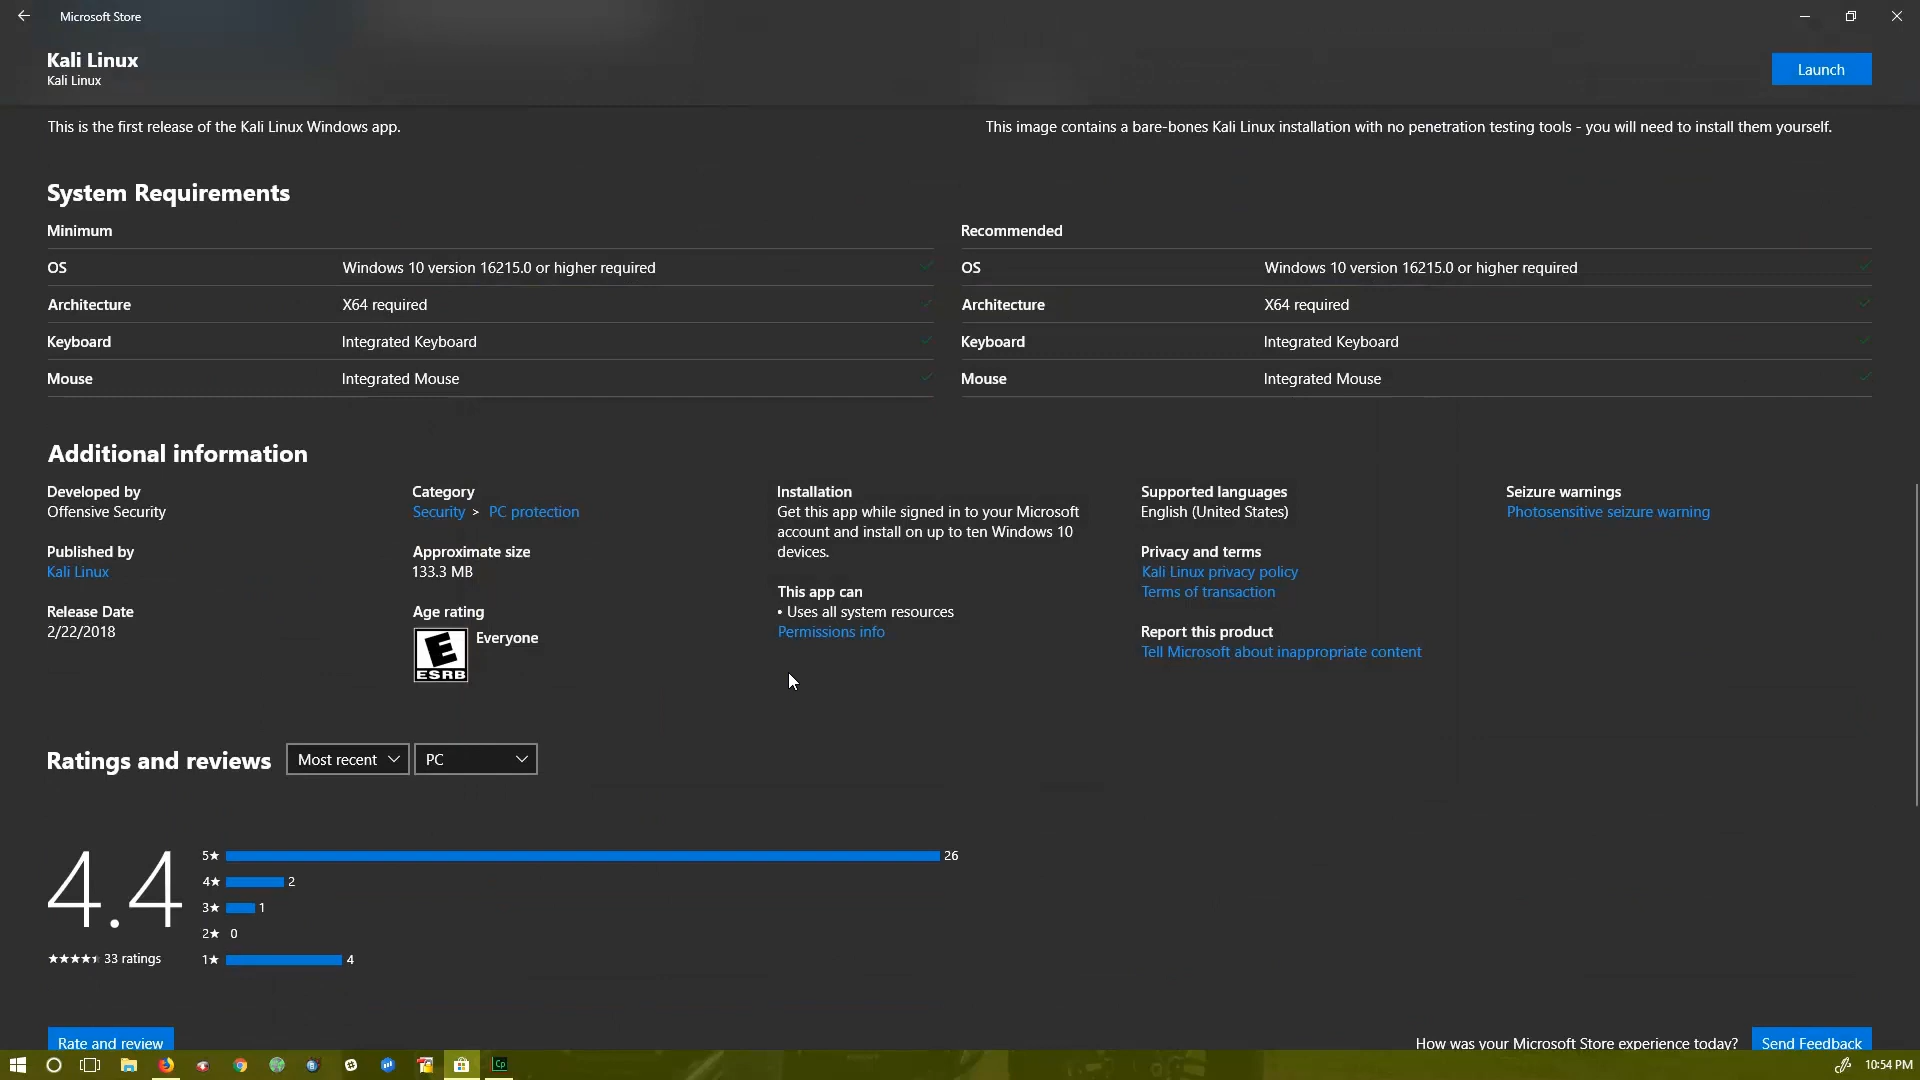 Microsoft Store
Kali Linux
Kali Linux
Launch
This is the first release of the Kali Linux Windows app.
This image contains a bare-bones Kali Linux installation with no penetration testing tools - you will need to install them yourself.
System Requirements
Minimum
OS Windows 10 version 16215.0 or higher required
Architecture X64 required
Keyboard Integrated Keyboard
Mouse Integrated Mouse
Recommended
OS Windows 10 version 16215.0 or higher required
Architecture X64 required
Keyboard Integrated Keyboard
Mouse Integrated Mouse
Additional information
Developed by
Offensive Security
Published by
Kali Linux
Release Date
2/22/2018
Category
Security > PC protection
Approximate size
133.3 MB
Age rating
E
ESRB
Everyone
Installation
Get this app while signed in to your Microsoft
account and install on up to ten Windows 10
devices.
This app can
• Uses all system resources
Permissions info
Supported languages
English (United States)
Privacy and terms
Kali Linux privacy policy
Terms of transaction
Report this product
Tell Microsoft about inappropriate content
Seizure warnings
Photosensitive seizure warning
Ratings and reviews
Most recent
PC
4.4
33 ratings
5★ 26
4★ 2
3★ 1
2★ 0
1★ 4
Rate and review
How was your Microsoft Store experience today?
Send Feedback
Cp
10:54 PM